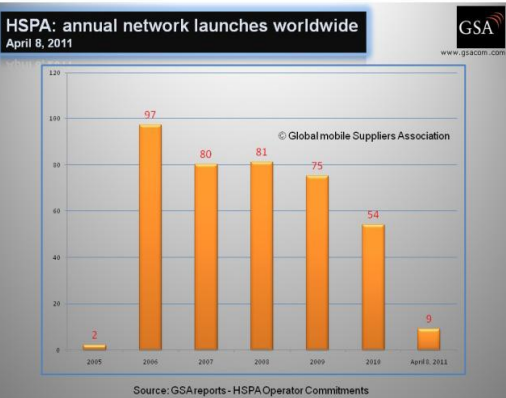 HSPA: annual network launches worldwide
April 8, 2011
GSA
www.gsacom.com
120
100
80
60
40
20
0
© Global mobile Suppliers Association
2
97
80
81
75
54
9
2005
2006
2007
2008
2009
2010
April 8, 2011
Source: GSA reports - HSPA Operator Commitments